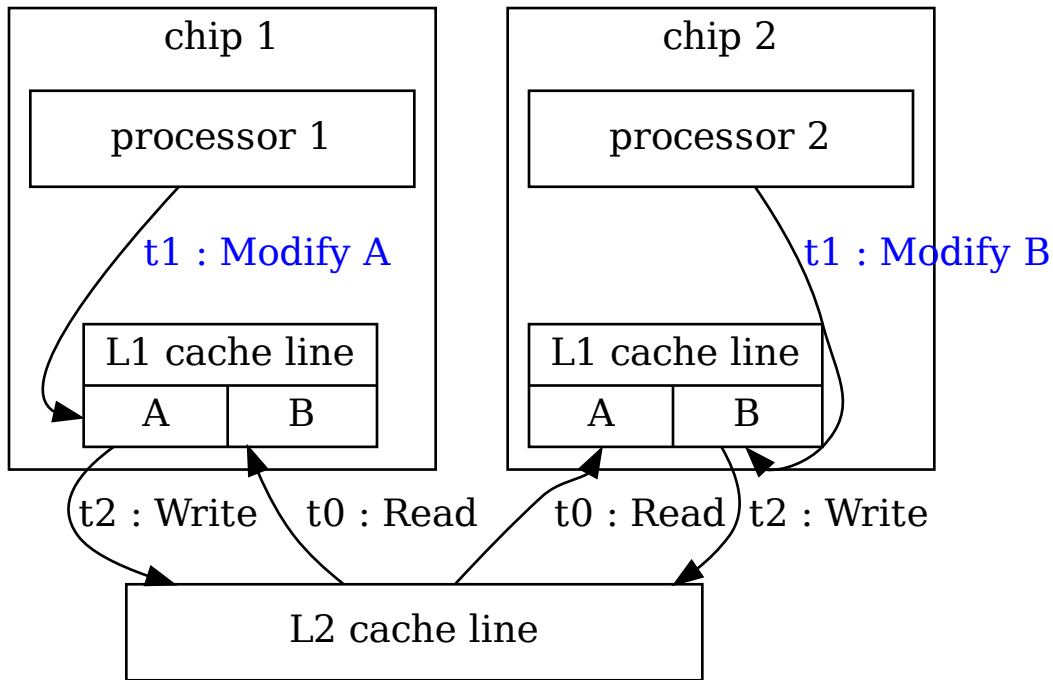 chip 1
chip 2
processor 1
processor 2
t1 : Modify A
t1 : Modify B
L1 cache line
A
B
L1 cache line
A
B
t2 : Write
t0 : Read
t0 : Read
t2 : Write
L2 cache line